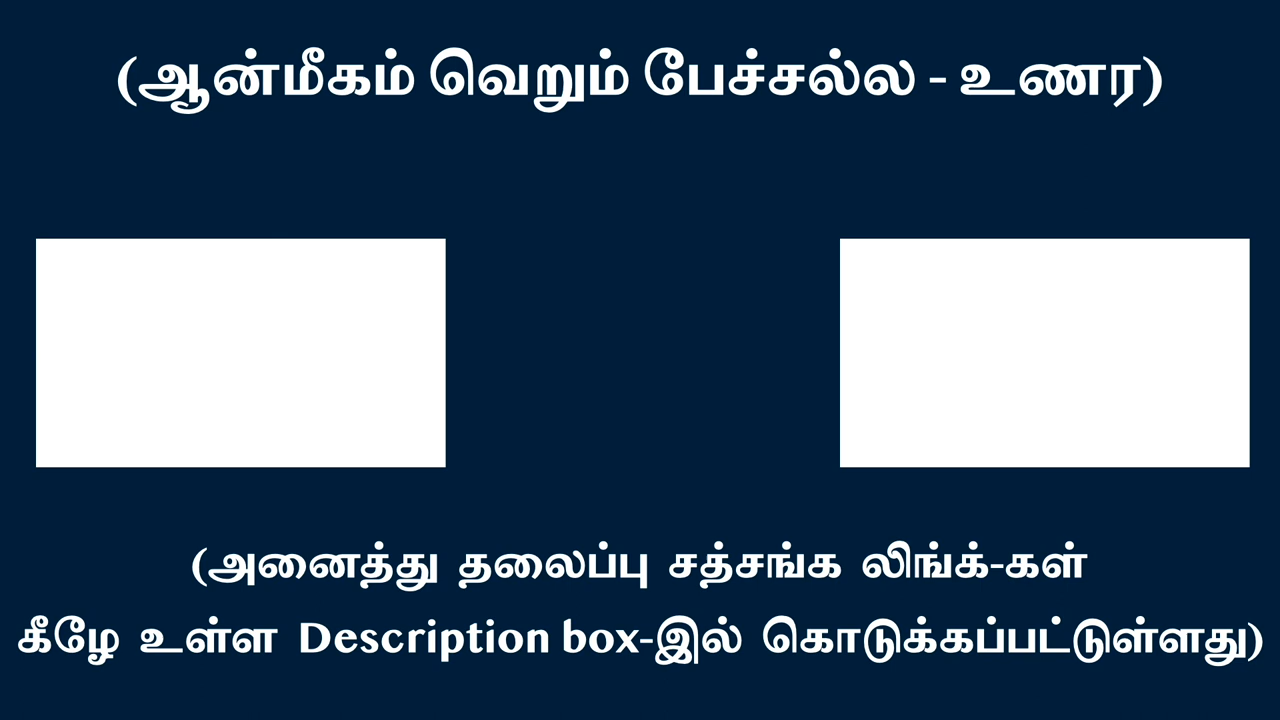 (ஆன்மீகம் வெறும் பேச்சல்ல - உணர)
(அனைத்து தலைப்பு சத்சங்க லிங்க்-கள்
கீழே உள்ள Description box-இல் கொடுக்கப்பட்டுள்ளது)